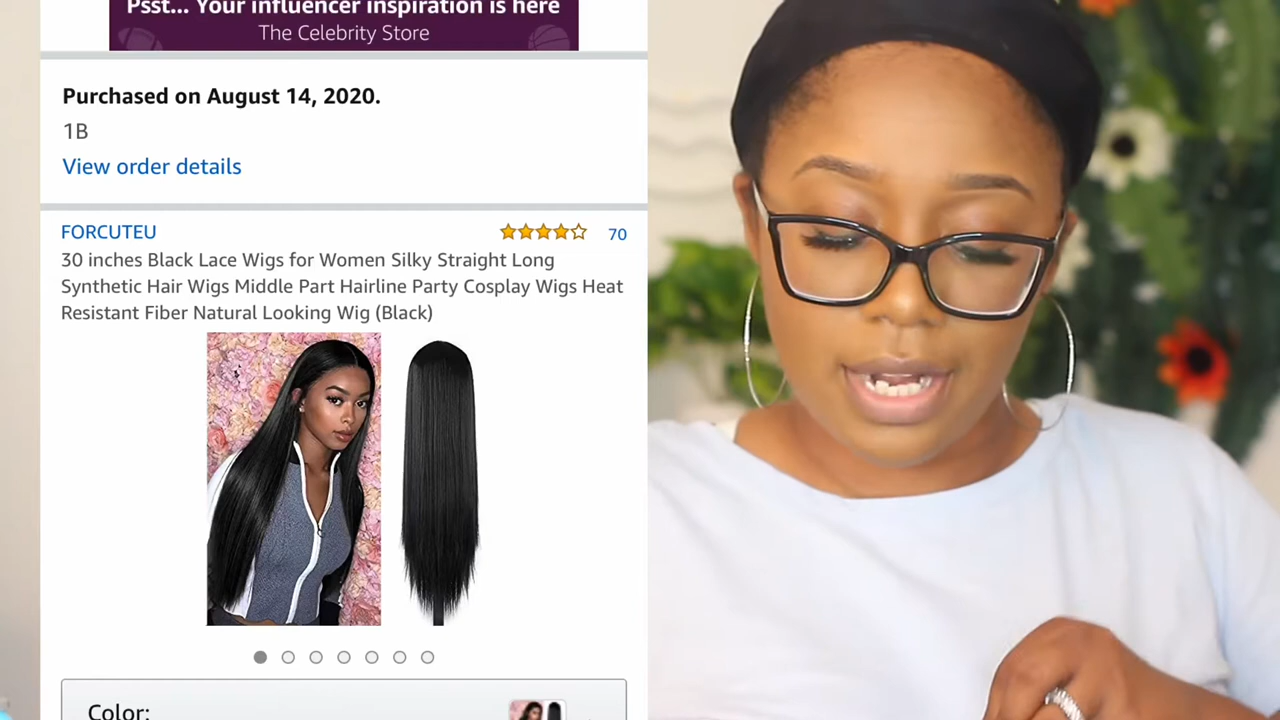 Psst... Your influencer inspiration is here
The Celebrity Store
Purchased on August 14, 2020.
1B
View order details
FORCUTEU
70
30 inches Black Lace Wigs for Women Silky Straight Long
Synthetic Hair Wigs Middle Part Hairline Party Cosplay Wigs Heat
Resistant Fiber Natural Looking Wig (Black)
Color: